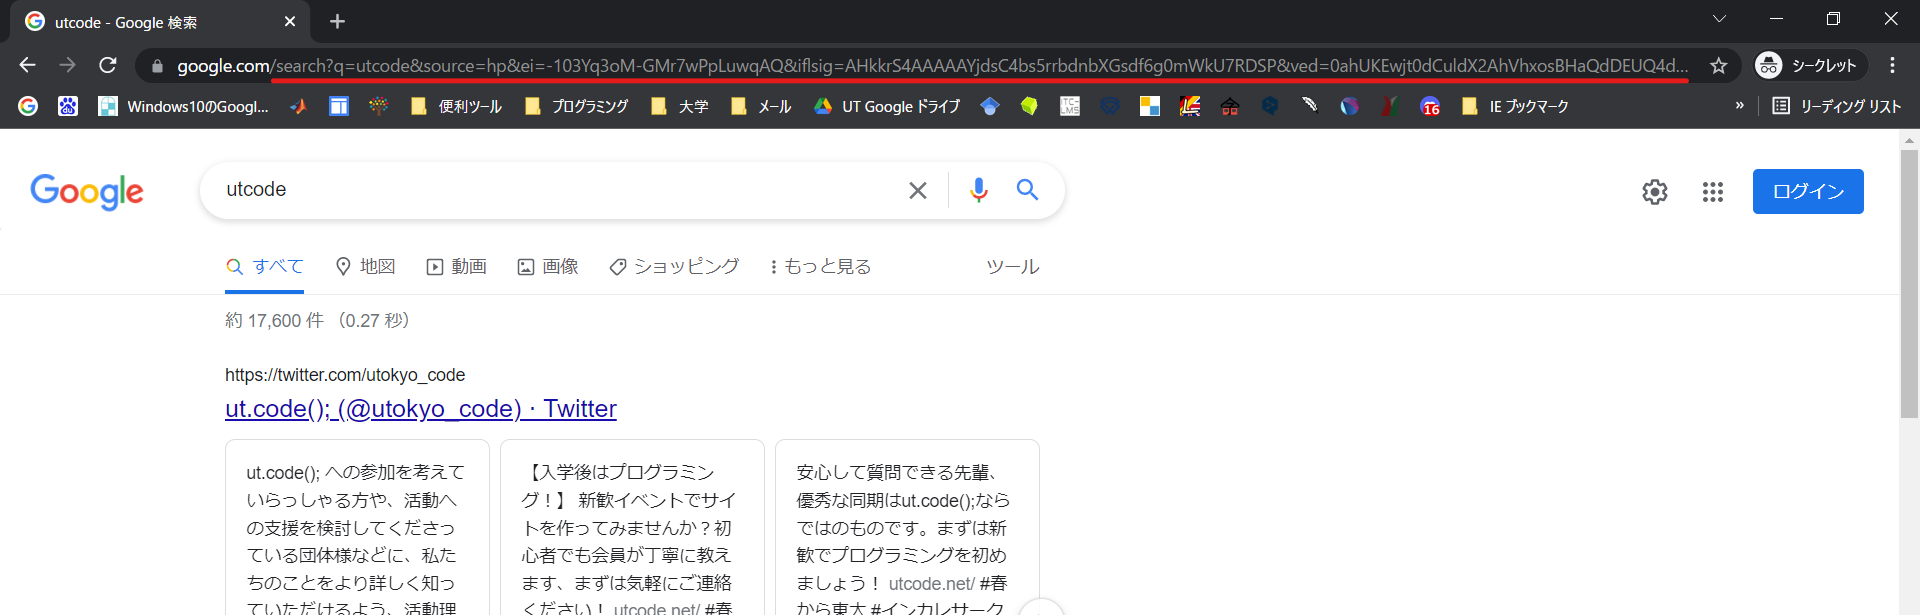 utcode - Google 検索
google.com/search?q=utcode&source=hp&ei=-103Yq3oM-GMr7wPpLuwqAQ&iflsig=AHkkrS4AAAAAYjdsC4bs5rrbdnbXGsdf6g0mWkU7RDSP&ved=0ahUKEwjt0dCuldX2AhVhxosBHaQdDEUQ4d...
シークレット
Windows10のGoogl... 便利ツール プログラミング 大学 メール UT Google ドライブ TC-LMS 16 IE ブックマーク » リーディング リスト
Google
utcode
ログイン
すべて 地図 動画 画像 ショッピング もっと見る ツール
約 17,600 件 （0.27 秒）
https://twitter.com/utokyo_code
ut.code(); (@utokyo_code) · Twitter
ut.code(); への参加を考えて
いらっしゃる方や、活動へ
の支援を検討してくださっ
ている団体様などに、私た
ちのことをより詳しく知っ
ていただけるよう、活動理
【入学後はプログラミン
グ！】 新歓イベントでサイ
トを作ってみませんか？初
心者でも会員が丁寧に教え
ます、まずは気軽にご連絡
ください！ utcode.net/ #春
安心して質問できる先輩、
優秀な同期はut.code();なら
ではのものです。まずは新
歓でプログラミングを初め
ましょう！ utcode.net/ #春
から東大 #インカレサーク